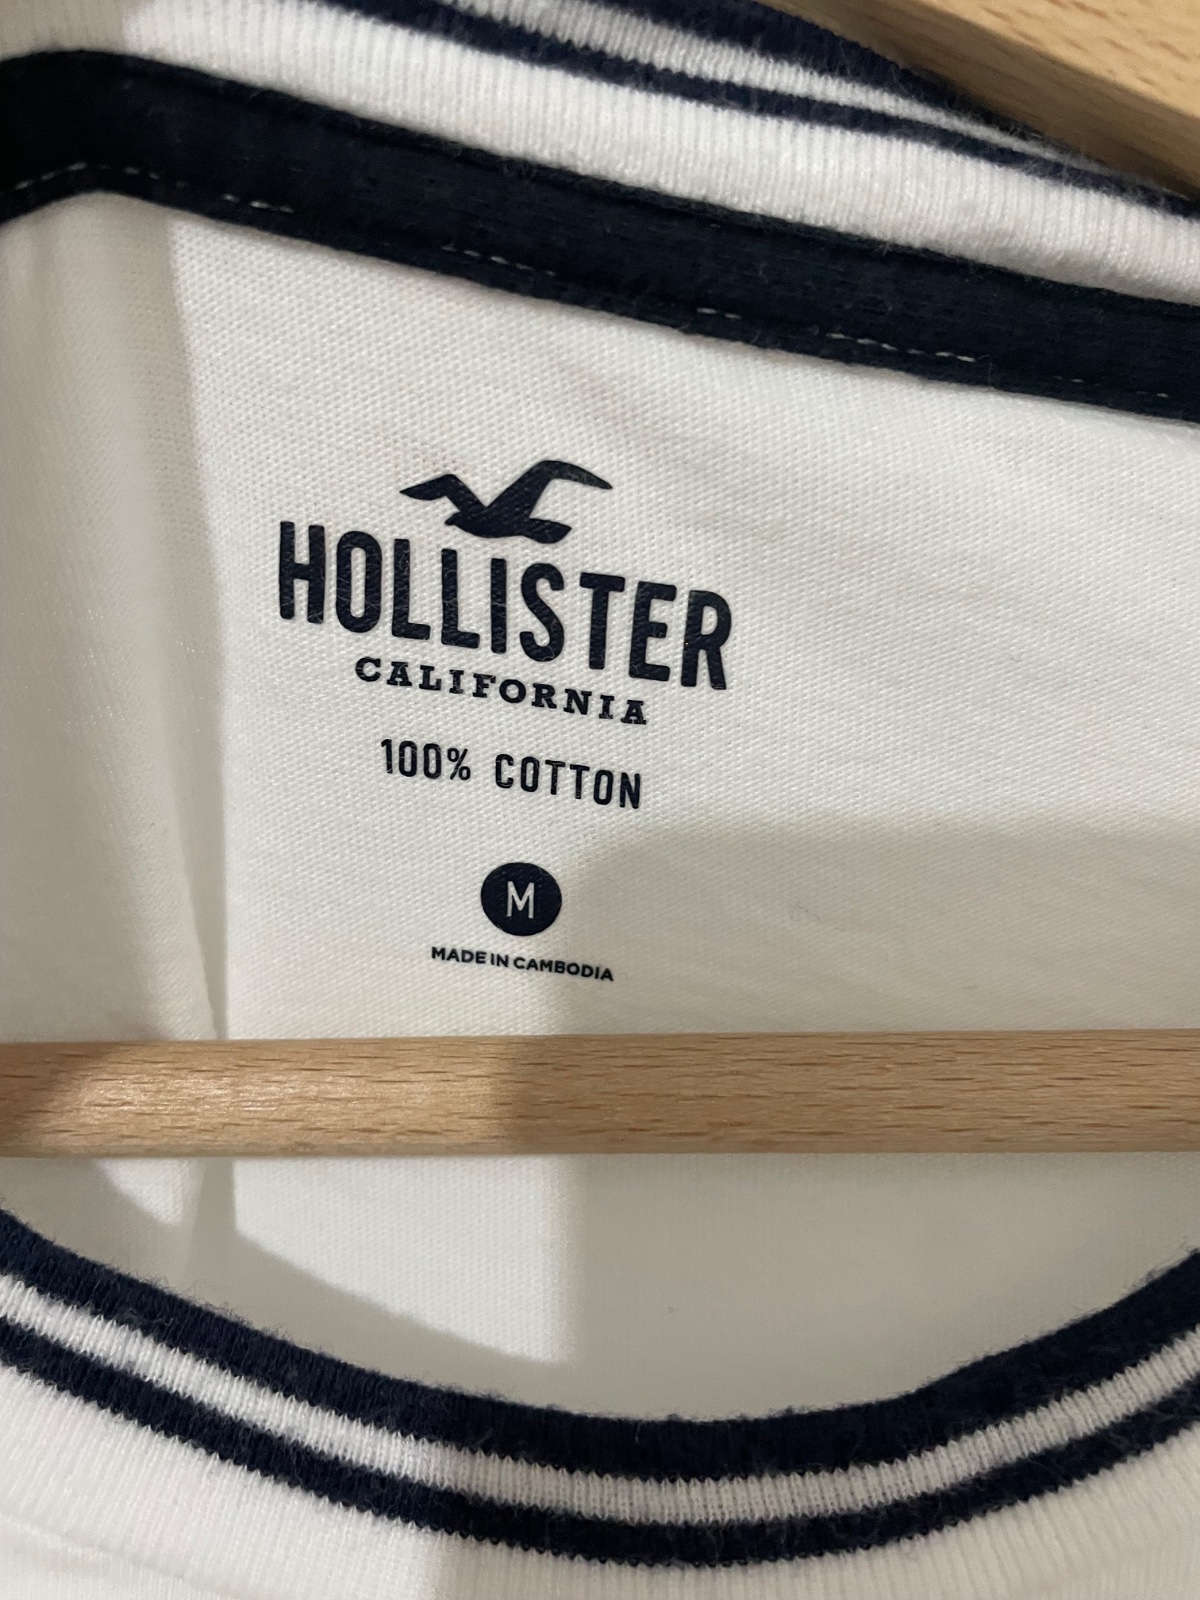 HOLLISTER
CALIFORNIA
100% COTTON
M
MADE IN CAMBODIA